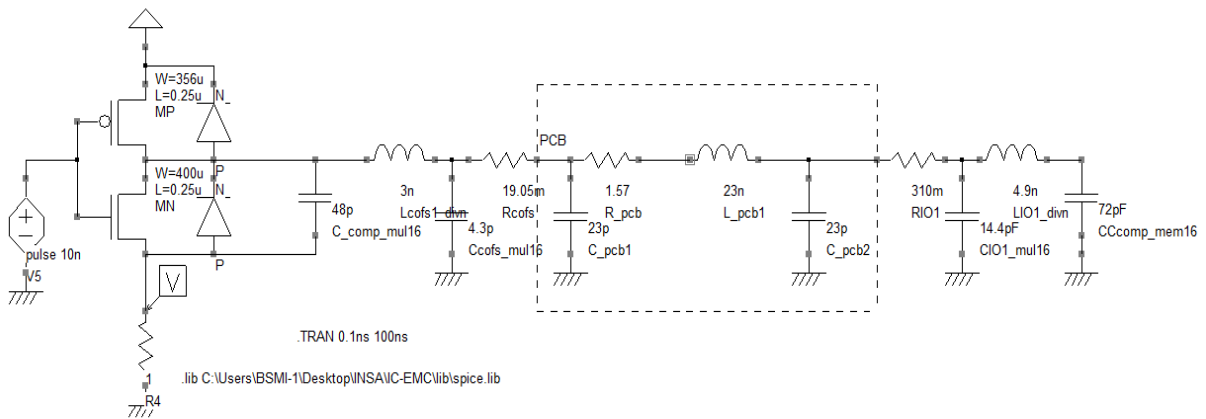 W=356u
L=0.25u
MP
N_
P
W=400u
L=0.25u
MN
N_
P
+
pulse 10n
V5
V
1
R4
48p
C_comp_mul16
3n
Lcofs1_divn
4.3p
Ccofs_mul16
19.05m
Rcofs
PCB
23p
C_pcb1
1.57
R_pcb
23n
L_pcb1
23p
C_pcb2
310m
RIO1
14.4pF
CIO1_mul16
4.9n
LIO1_divn
72pF
CCcomp_mem16
.TRAN 0.1ns 100ns
.lib C:\Users\BSMI-1\Desktop\INSA\IC-EMC\lib\spice.lib